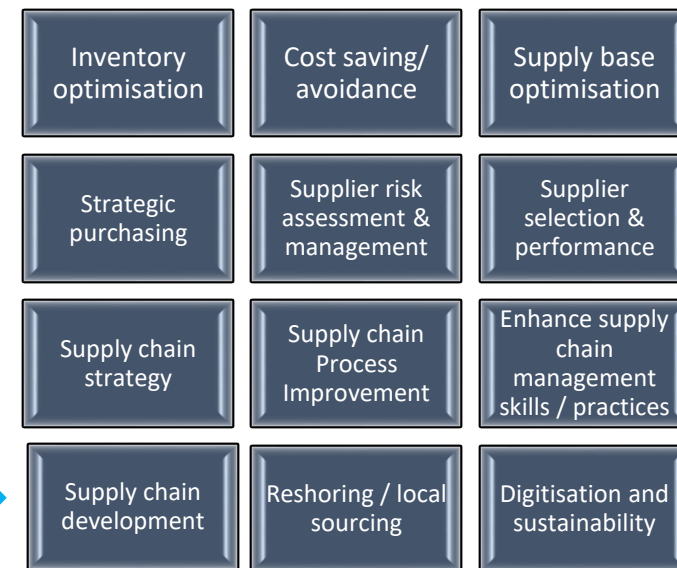 Inventory
optimisation
Cost saving/
avoidance
Supply base
optimisation
Strategic
purchasing
Supplier risk
assessment &
management
Supplier
selection &
performance
Supply chain
strategy
Supply chain
Process
Improvement
Enhance supply
chain
management
skills / practices
Supply chain
development
Reshoring / local
sourcing
Digitisation and
sustainability